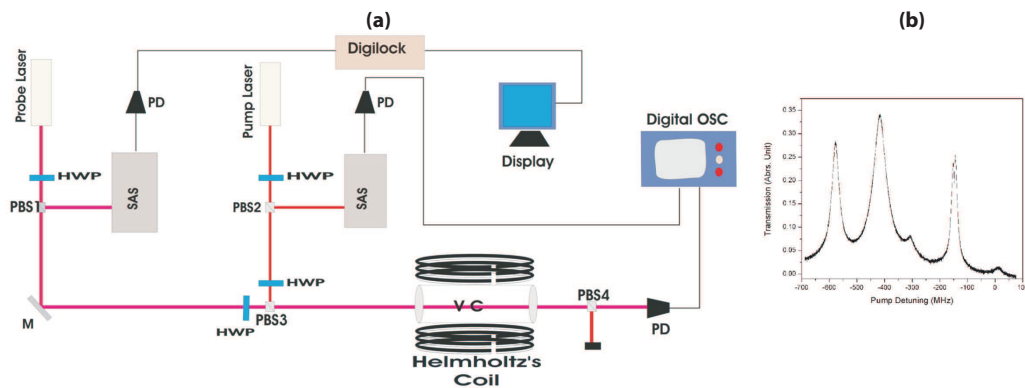 (a)
(b)
Probe Laser
Pump Laser
Digilock
PD
PD
Display
Digital OSC
HWP
HWP
SAS
SAS
PBS1
PBS2
HWP
HWP
PBS3
M
V C
PBS4
PD
Helmholtz's
Coil
Transmission (Abrs. Unit)
0.35
0.30
0.25
0.20
0.15
0.10
0.05
0.00
-700 -600 -500 -400 -300 -200 -100 0
Pump Detuning (MHz)